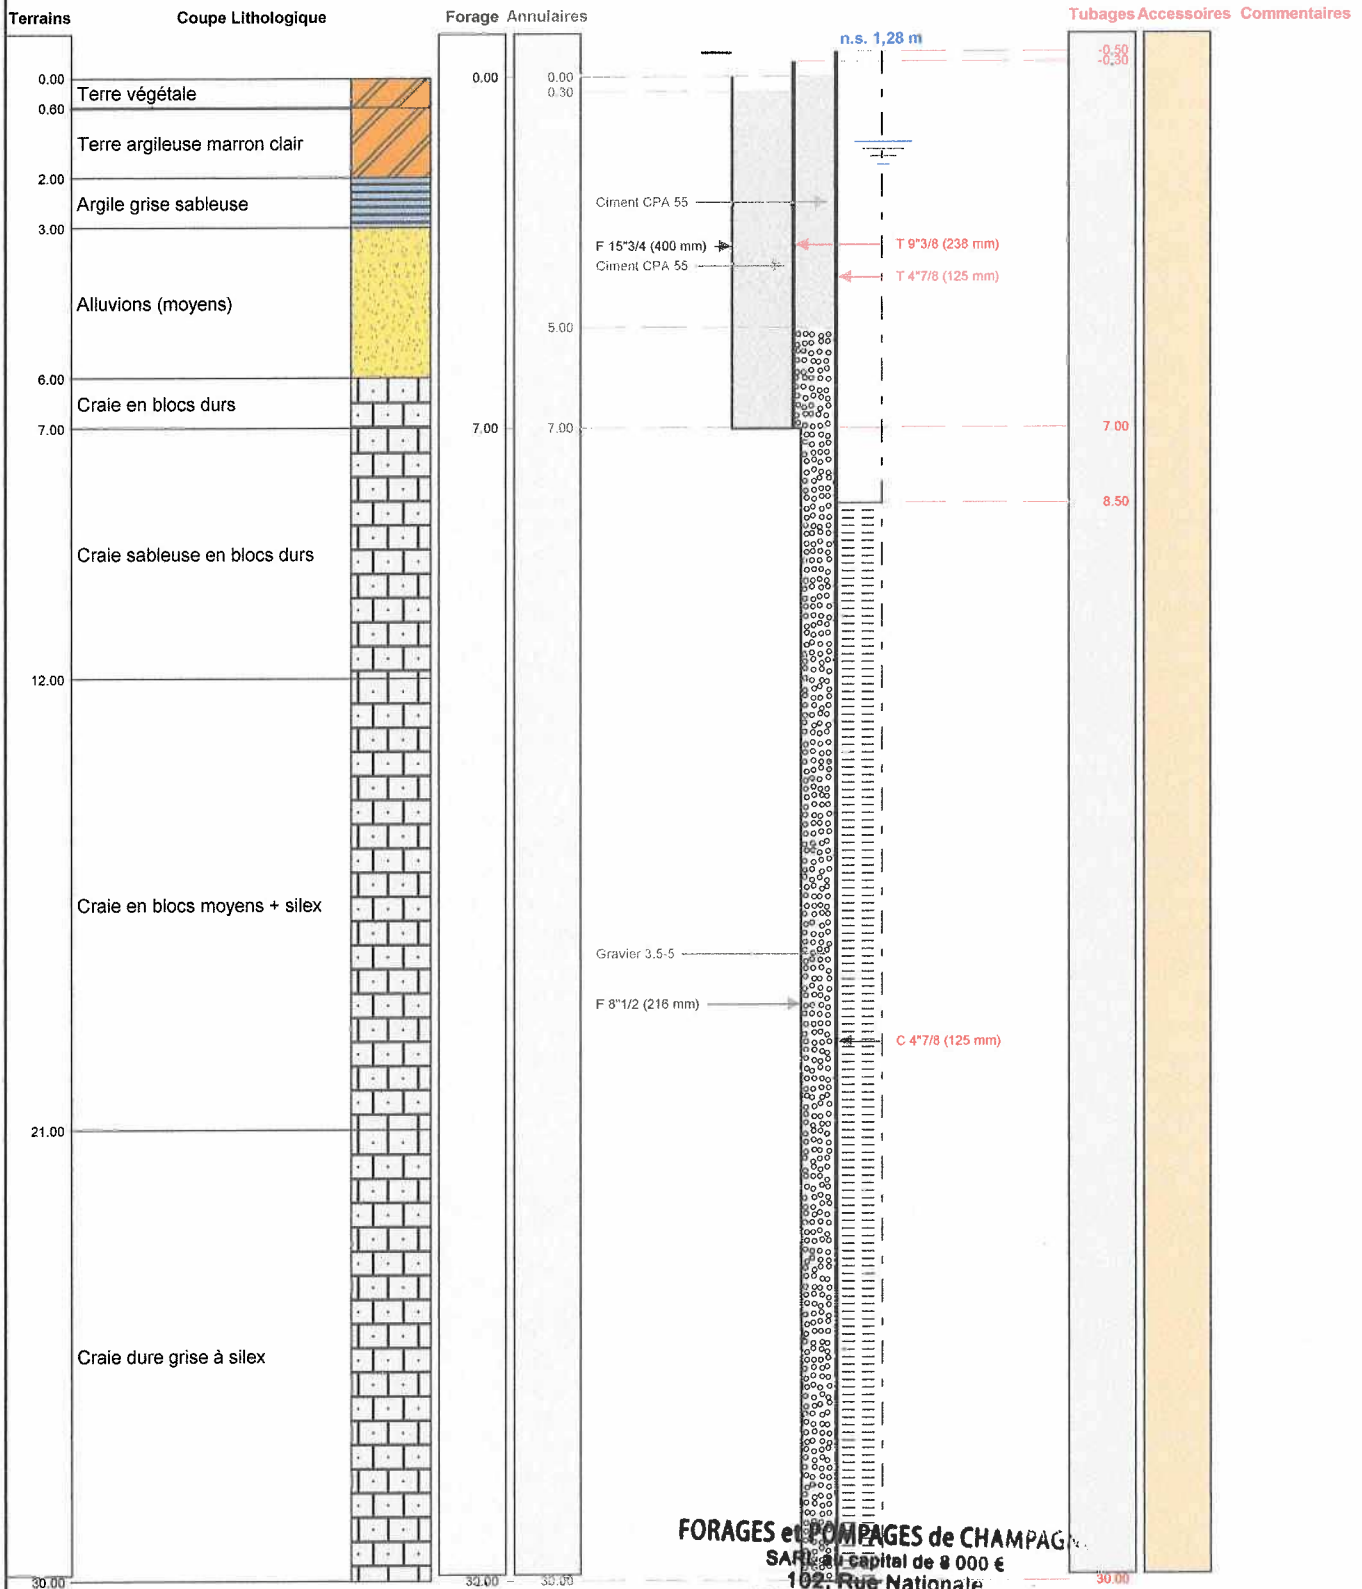 Terrains Coupe Lithologique Forage Annulaires Tubages Accessoires Commentaires
n.s. 1,28 m
-0.50
-0.30
0.00 0.00 0.00
Terre végétale
0.30
0.60
Terre argileuse marron clair
2.00
Ciment CPA 55
Argile grise sableuse
3.00
F 15"3/4 (400 mm) T 9"3/8 (238 mm)
Ciment CPA 55
T 4"7/8 (125 mm)
Alluvions (moyens)
5.00
6.00
Craie en blocs durs
7.00 7.00 7.00 7.00
8.50
Craie sableuse en blocs durs
12.00
Craie en blocs moyens + silex
Gravier 3.5-5
F 8"1/2 (216 mm)
C 4"7/8 (125 mm)
21.00
Craie dure grise à silex
FORAGES et POMPAGES de CHAMPAGN
SARL au capital de 8 000 €
102, Rue Nationale
30.00 30.00 30.00 30.00